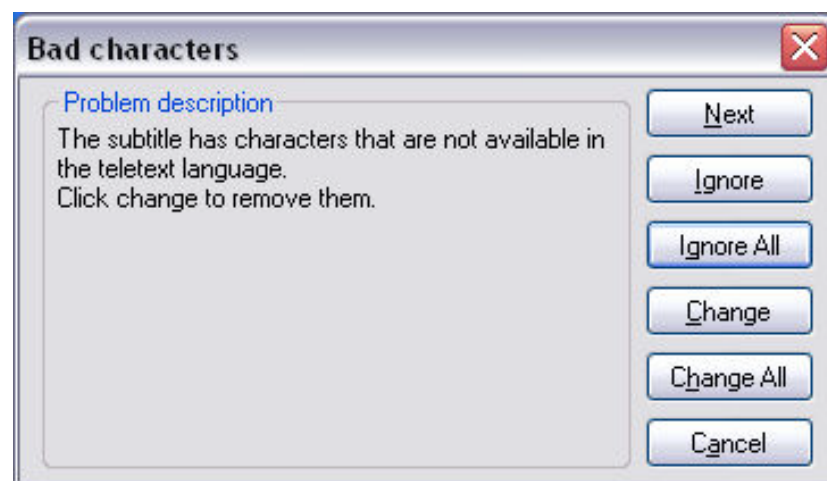 Bad characters
Problem description
The subtitle has characters that are not available in
the teletext language.
Click change to remove them.
Next
Ignore
Ignore All
Change
Change All
Cancel